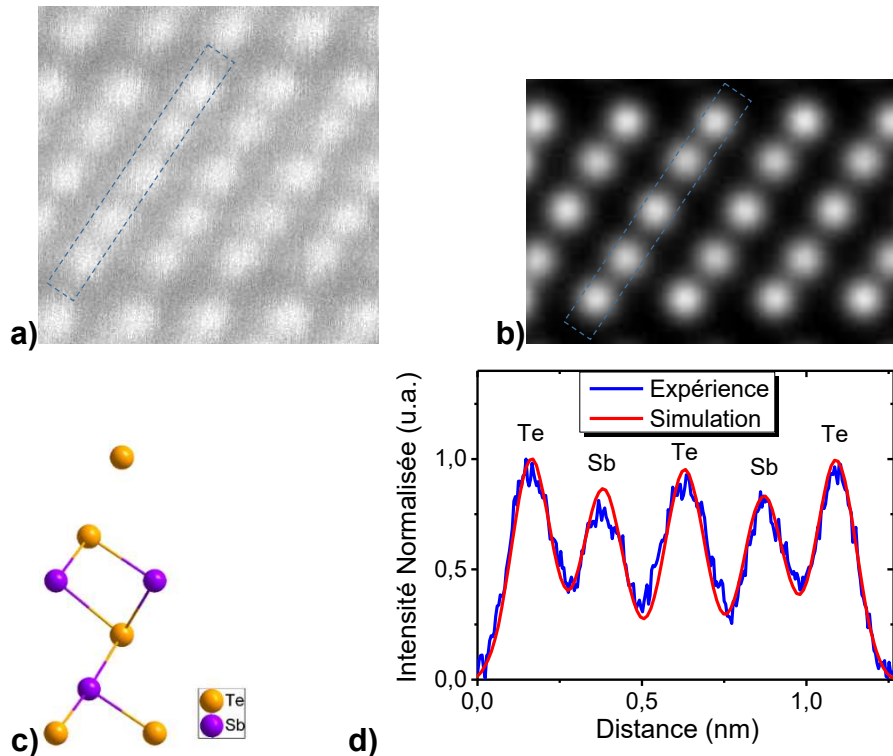 a)
b)
c)
Te
Sb
d)
Intensité Normalisée (u.a.)
Expérience
Simulation
Te
Sb
Te
Sb
Te
1,0
0,5
0,0
0,0
0,5
1,0
Distance (nm)